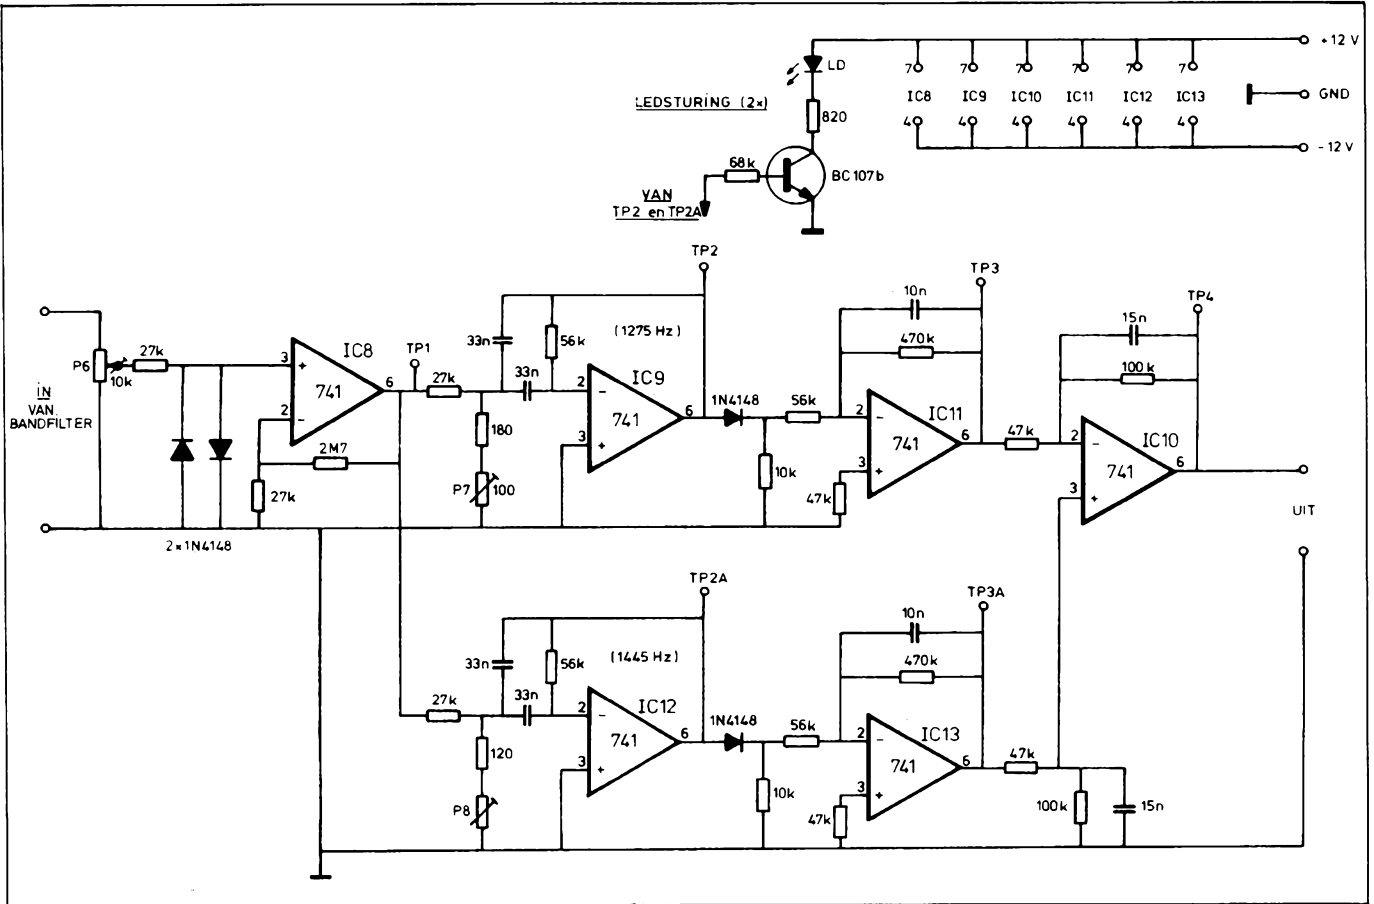 +12 V
LD
7 7 7 7 7 7
LEDSTURING (2×)
IC8 IC9 IC10 IC11 IC12 IC13
GND
820
4 4 4 4 4 4
-12 V
68k
BC107b
VAN
TP2 en TP2A
TP2
TP3
TP4
10n
15n
33n
56k
(1275 Hz)
470k
27k
3
+
IC8
TP1
P6
10k
741
6
27k
33n
2
-
IC9
1N4148
56k
100k
IN
VAN
BANDFILTER
2
-
741
6
2
-
IC11
180
3
+
741
6
47k
2
-
IC10
2M7
10k
3
+
741
6
27k
P7
100
47k
3
+
UIT
2×1N4148
TP2A
TP3A
10n
33n
56k
(1445 Hz)
470k
27k
33n
2
-
IC12
1N4148
56k
741
6
2
-
IC13
120
3
+
741
6
47k
10k
3
+
P8
47k
100k
15n